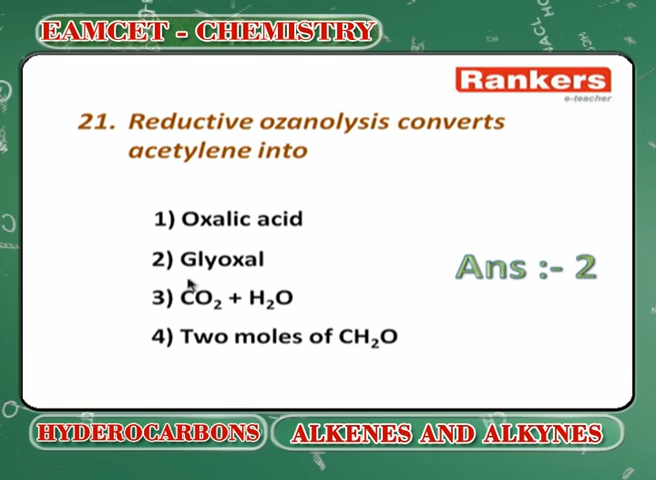 EAMCET - CHEMISTRY
Rankers
e-teacher
21. Reductive ozanolysis converts
acetylene into
1) Oxalic acid
2) Glyoxal
3) CO₂ + H₂O
4) Two moles of CH₂O
Ans :- 2
HYDEROCARBONS
ALKENES AND ALKYNES